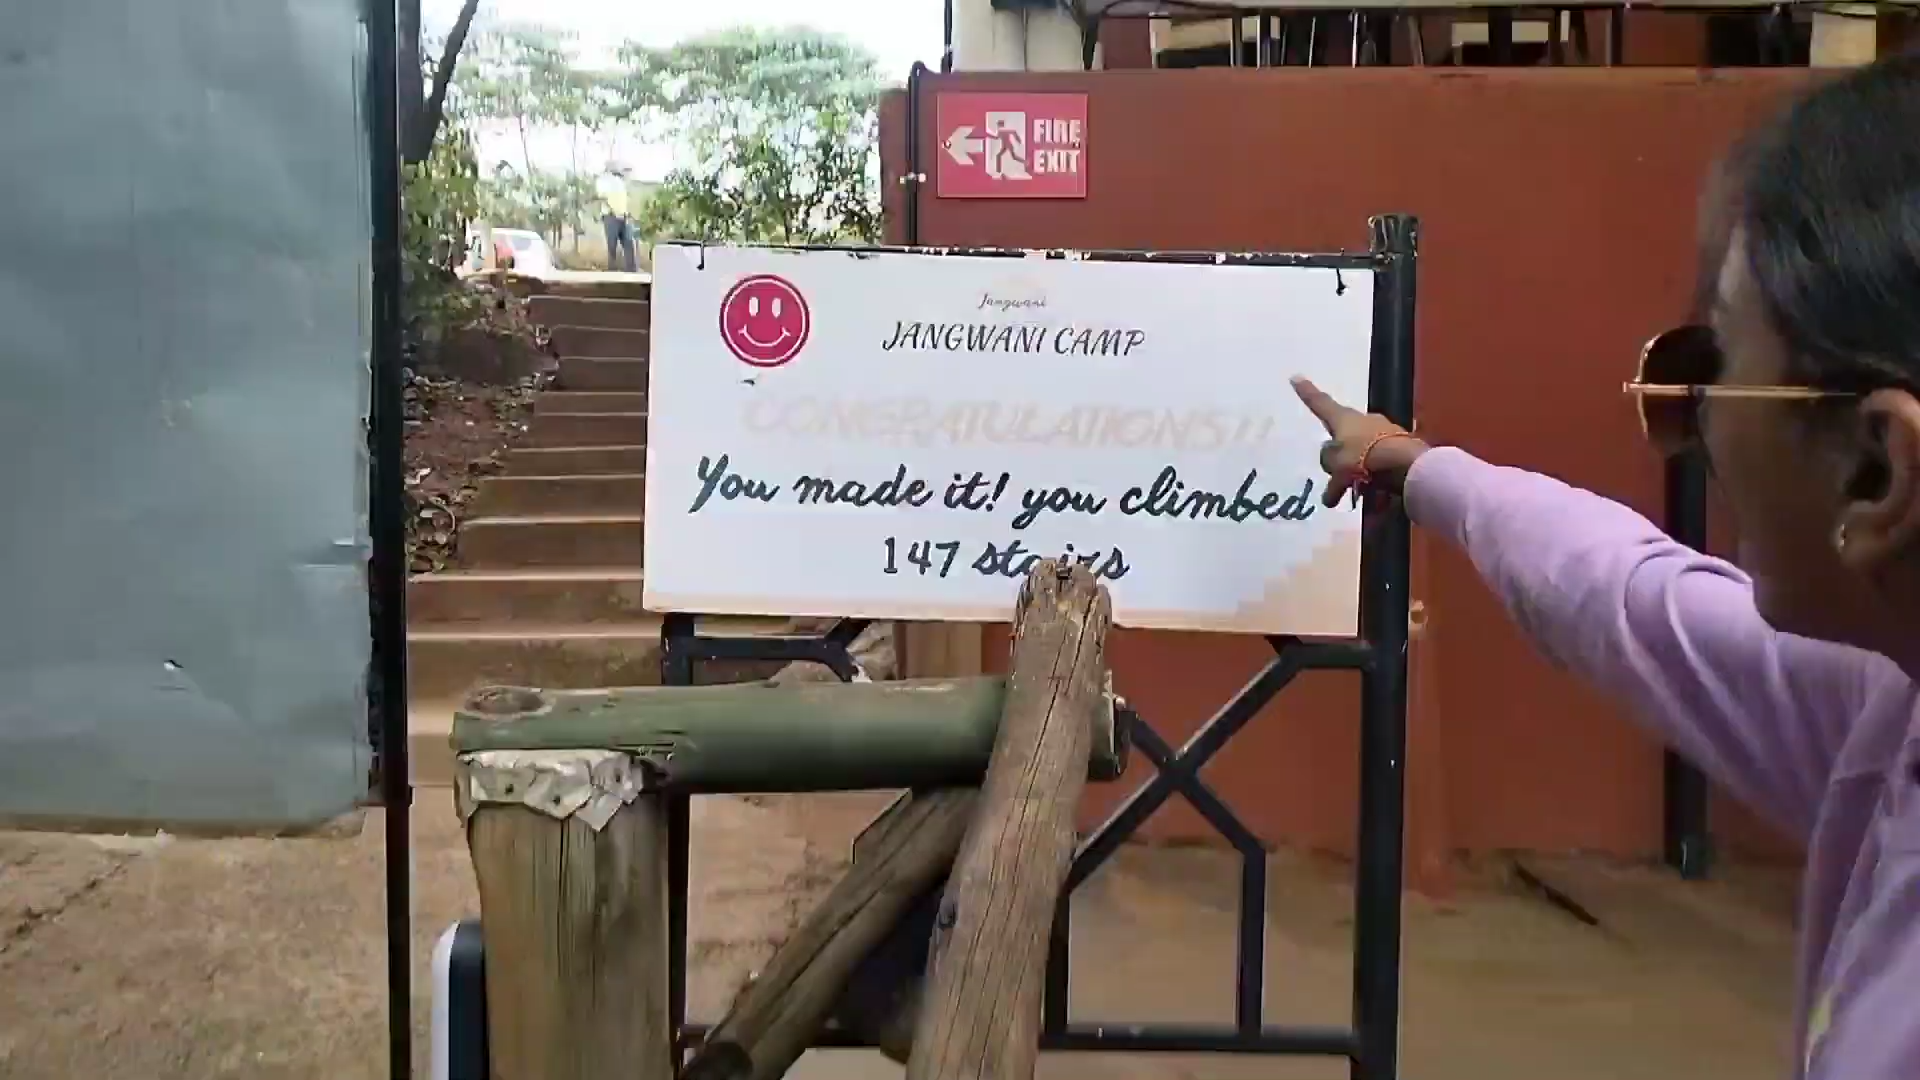 FIRE
EXIT
Jangwani
JANGWANI CAMP
CONGRATULATIONS!!
You made it! you climbed
147 stairs